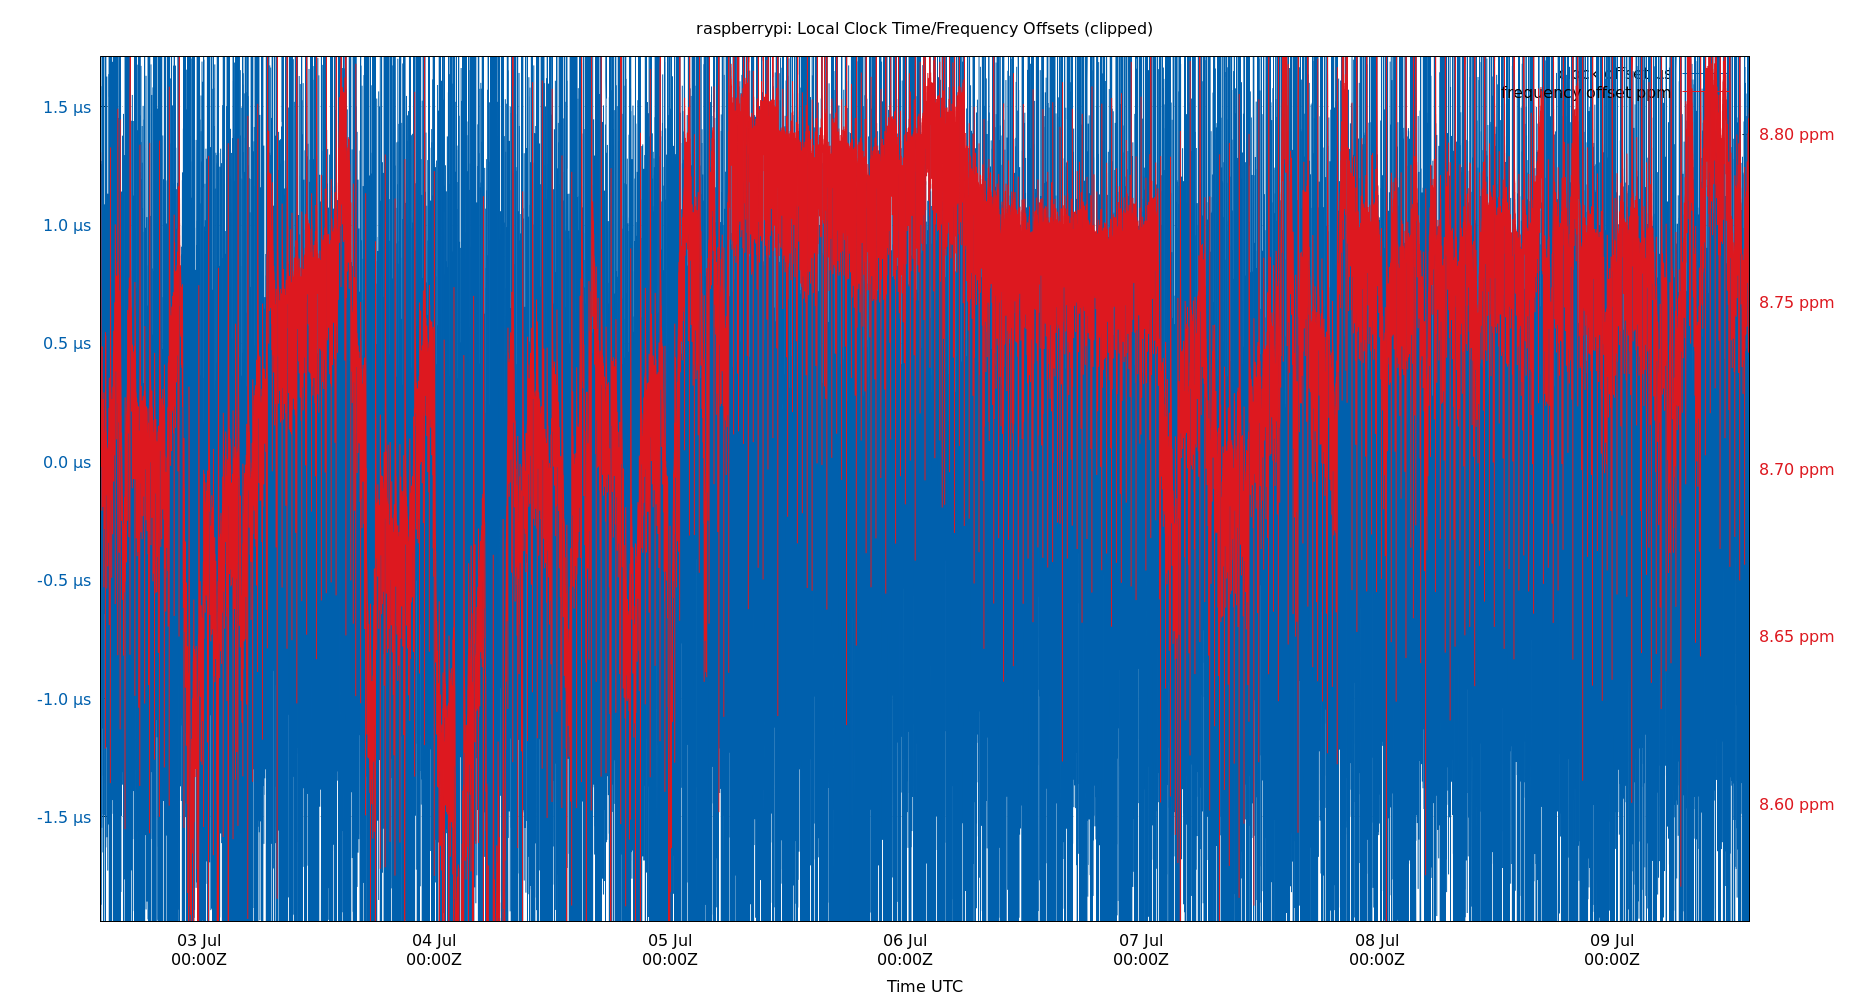 raspberrypi: Local Clock Time/Frequency Offsets (clipped)
clock offset µs
frequency offset ppm
1.5 µs
1.0 µs
0.5 µs
0.0 µs
-0.5 µs
-1.0 µs
-1.5 µs
8.80 ppm
8.75 ppm
8.70 ppm
8.65 ppm
8.60 ppm
03 Jul 04 Jul 05 Jul 06 Jul 07 Jul 08 Jul 09 Jul
00:00Z 00:00Z 00:00Z 00:00Z 00:00Z 00:00Z 00:00Z
Time UTC